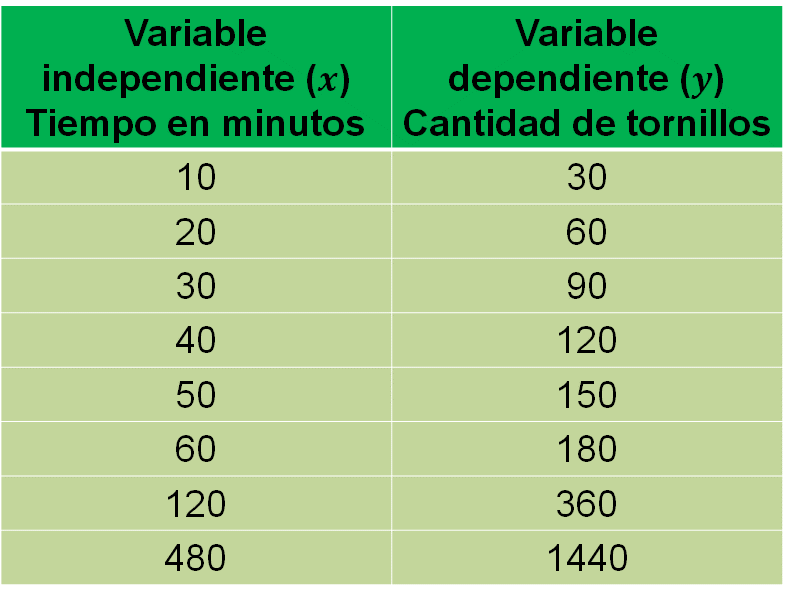 Variable
independiente (x)
Tiempo en minutos
Variable
dependiente (y)
Cantidad de tornillos
10 30
20 60
30 90
40 120
50 150
60 180
120 360
480 1440